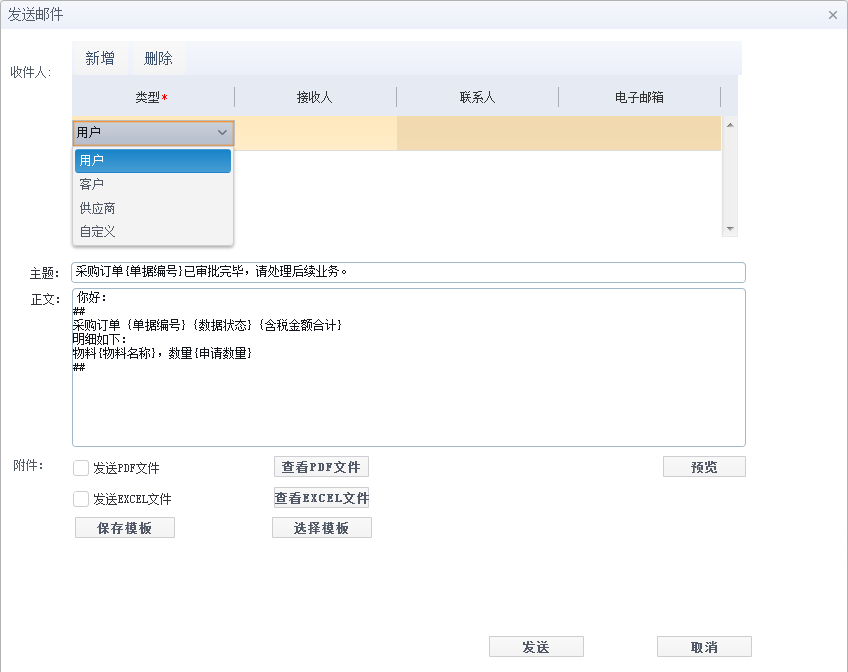 发送邮件
收件人:
新增 删除
类型* 接收人 联系人 电子邮箱
用户
用户
客户
供应商
自定义
主题: 采购订单{单据编号}已审批完毕，请处理后续业务。
正文: 你好:
##
采购订单 {单据编号} {数据状态} {含税金额合计}
明细如下:
物料{物料名称}，数量{申请数量}
##
附件: 发送PDF文件 查看PDF文件 预览
发送EXCEL文件 查看EXCEL文件
保存模板 选择模板
发送 取消